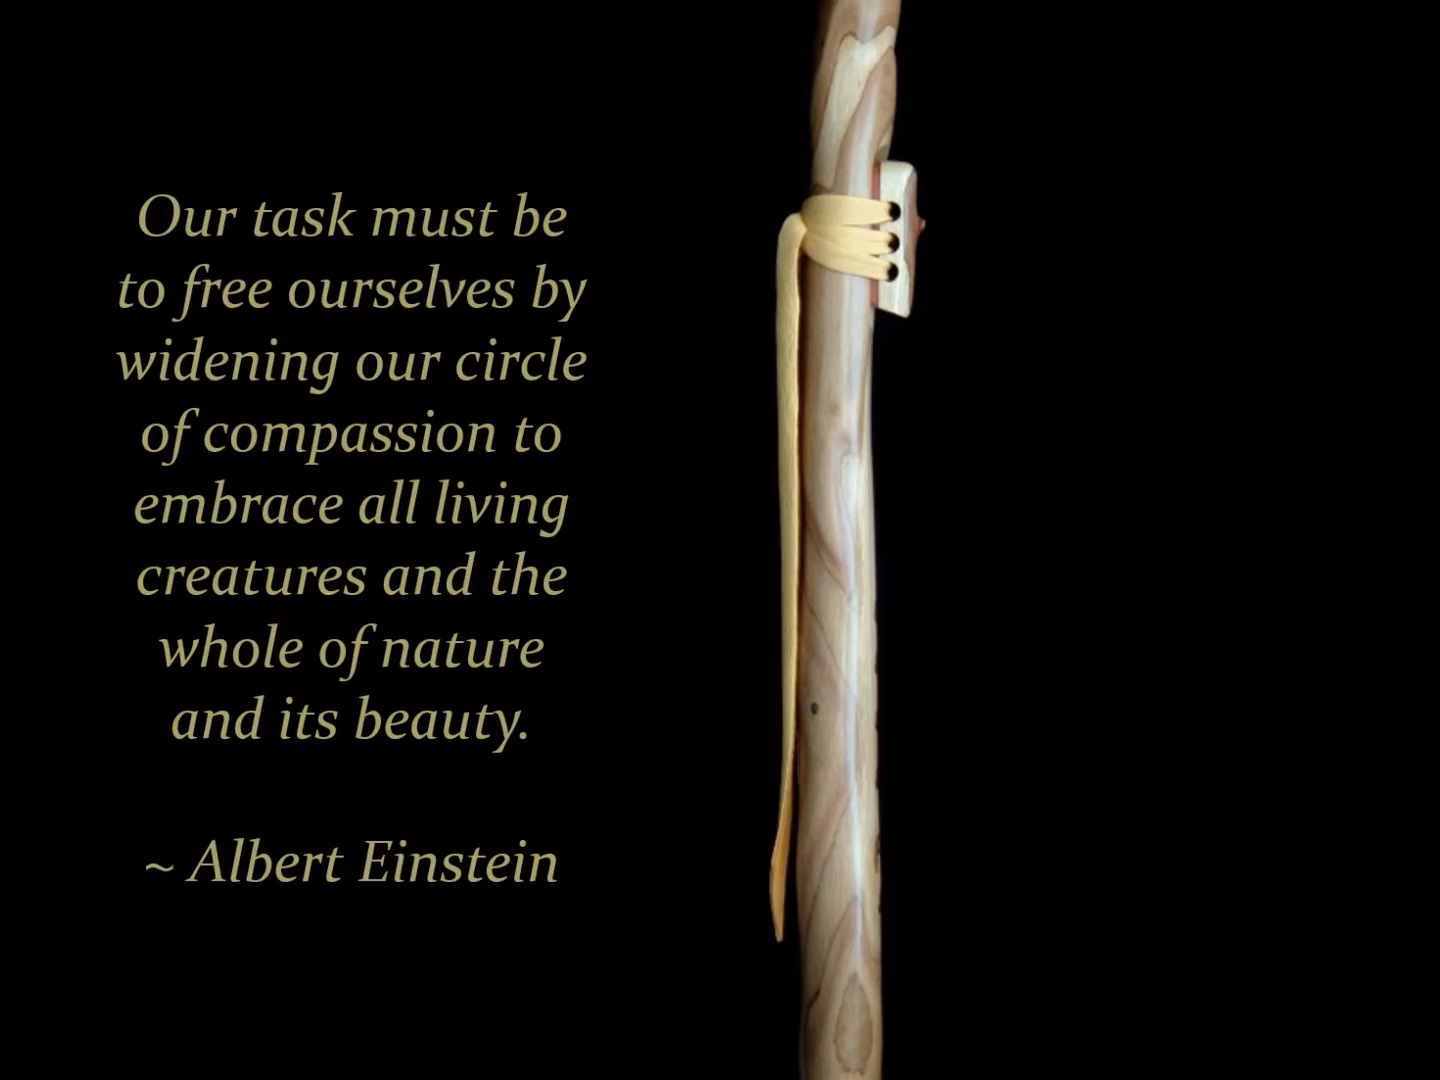 Our task must be
to free ourselves by
widening our circle
of compassion to
embrace all living
creatures and the
whole of nature
and its beauty.
~ Albert Einstein